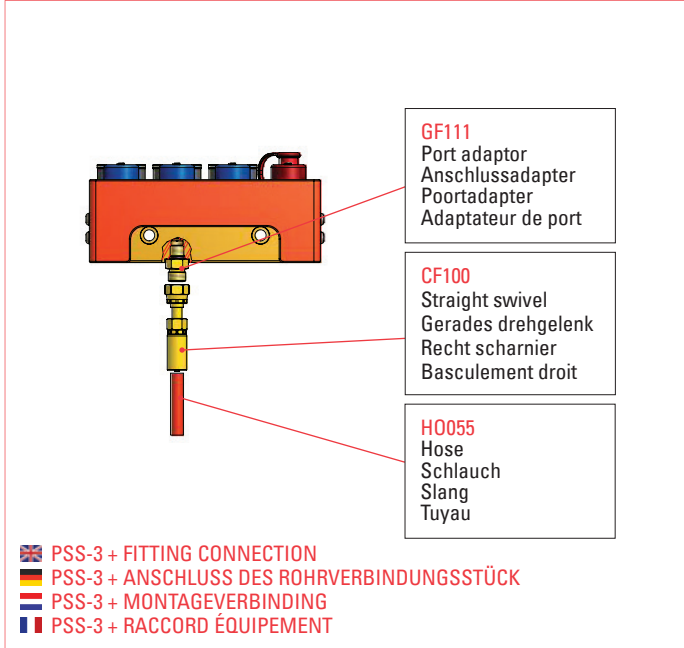 GF111
Port adaptor
Anschlussadapter
Poortadapter
Adaptateur de port
CF100
Straight swivel
Gerades drehgelenk
Recht scharnier
Basculement droit
HO055
Hose
Schlauch
Slang
Tuyau
PSS-3 + FITTING CONNECTION
PSS-3 + ANSCHLUSS DES ROHRVERBINDUNGSSTÜCK
PSS-3 + MONTAGEVERBINDING
PSS-3 + RACCORD ÉQUIPEMENT